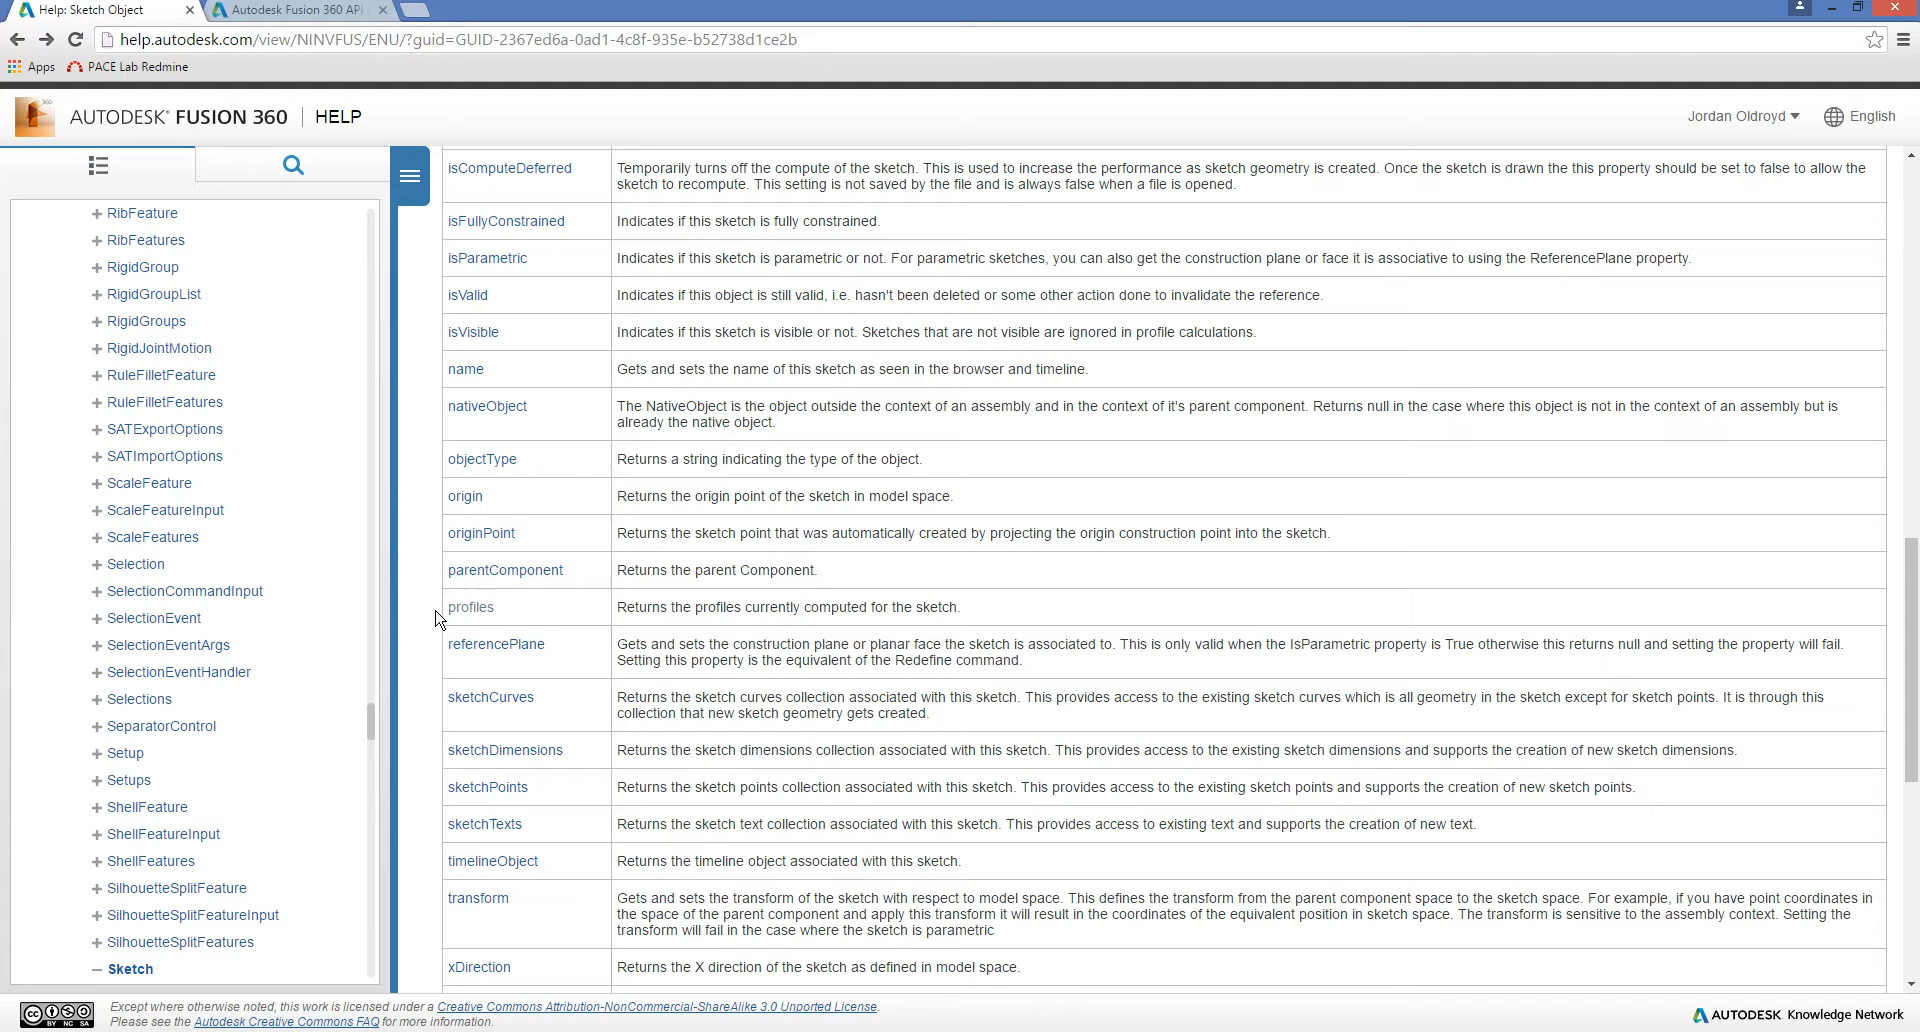 Help: Sketch Object
Autodesk Fusion 360 API
help.autodesk.com/view/NINVFUS/ENU/?guid=GUID-2367ed6a-0ad1-4c8f-935e-b52738d1ce2b
Apps PACE Lab Redmine
360
AUTODESK® FUSION 360 | HELP
Jordan Oldroyd English
RibFeature
RibFeatures
RigidGroup
RigidGroupList
RigidGroups
RigidJointMotion
RuleFilletFeature
RuleFilletFeatures
SATExportOptions
SATImportOptions
ScaleFeature
ScaleFeatureInput
ScaleFeatures
Selection
SelectionCommandInput
SelectionEvent
SelectionEventArgs
SelectionEventHandler
Selections
SeparatorControl
Setup
Setups
ShellFeature
ShellFeatureInput
ShellFeatures
SilhouetteSplitFeature
SilhouetteSplitFeatureInput
SilhouetteSplitFeatures
Sketch
isComputeDeferred Temporarily turns off the compute of the sketch. This is used to increase the performance as sketch geometry is created. Once the sketch is drawn the this property should be set to false to allow the
sketch to recompute. This setting is not saved by the file and is always false when a file is opened.
isFullyConstrained Indicates if this sketch is fully constrained.
isParametric Indicates if this sketch is parametric or not. For parametric sketches, you can also get the construction plane or face it is associative to using the ReferencePlane property.
isValid Indicates if this object is still valid, i.e. hasn't been deleted or some other action done to invalidate the reference.
isVisible Indicates if this sketch is visible or not. Sketches that are not visible are ignored in profile calculations.
name Gets and sets the name of this sketch as seen in the browser and timeline.
nativeObject The NativeObject is the object outside the context of an assembly and in the context of it's parent component. Returns null in the case where this object is not in the context of an assembly but is
already the native object.
objectType Returns a string indicating the type of the object.
origin Returns the origin point of the sketch in model space.
originPoint Returns the sketch point that was automatically created by projecting the origin construction point into the sketch.
parentComponent Returns the parent Component.
profiles Returns the profiles currently computed for the sketch.
referencePlane Gets and sets the construction plane or planar face the sketch is associated to. This is only valid when the IsParametric property is True otherwise this returns null and setting the property will fail.
Setting this property is the equivalent of the Redefine command.
sketchCurves Returns the sketch curves collection associated with this sketch. This provides access to the existing sketch curves which is all geometry in the sketch except for sketch points. It is through this
collection that new sketch geometry gets created.
sketchDimensions Returns the sketch dimensions collection associated with this sketch. This provides access to the existing sketch dimensions and supports the creation of new sketch dimensions.
sketchPoints Returns the sketch points collection associated with this sketch. This provides access to the existing sketch points and supports the creation of new sketch points.
sketchTexts Returns the sketch text collection associated with this sketch. This provides access to existing text and supports the creation of new text.
timelineObject Returns the timeline object associated with this sketch.
transform Gets and sets the transform of the sketch with respect to model space. This defines the transform from the parent component space to the sketch space. For example, if you have point coordinates in
the space of the parent component and apply this transform it will result in the coordinates of the equivalent position in sketch space. The transform is sensitive to the assembly context. Setting the
transform will fail in the case where the sketch is parametric
xDirection Returns the X direction of the sketch as defined in model space.
CC BY NC SA
Except where otherwise noted, this work is licensed under a Creative Commons Attribution-NonCommercial-ShareAlike 3.0 Unported License.
Please see the Autodesk Creative Commons FAQ for more information.
AUTODESK. Knowledge Network